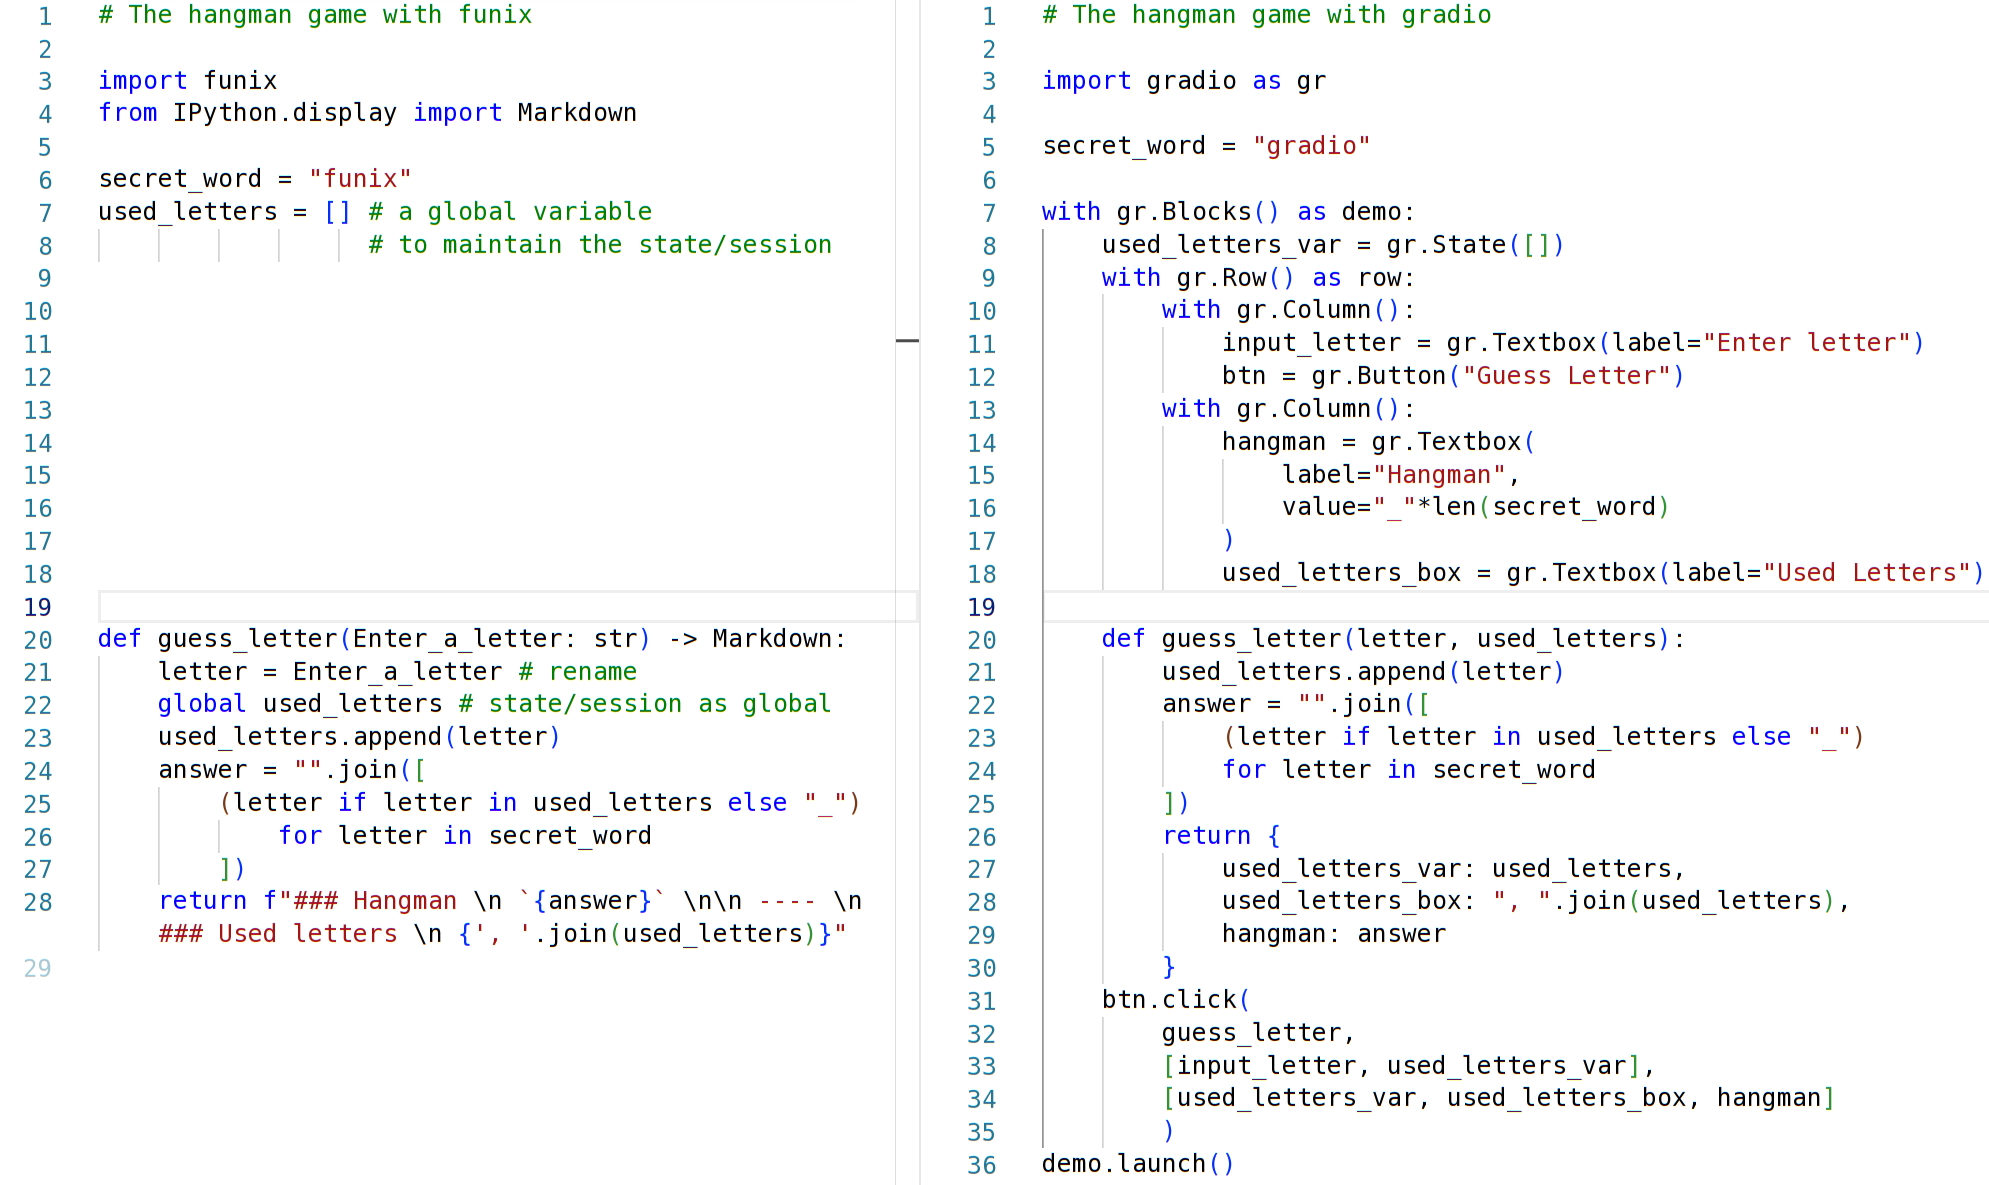 1 # The hangman game with funix
2
3 import funix
4 from IPython.display import Markdown
5
6 secret_word = "funix"
7 used_letters = [] # a global variable
8                   # to maintain the state/session
9
10
11
12
13
14
15
16
17
18
19
20 def guess_letter(Enter_a_letter: str) -> Markdown:
21     letter = Enter_a_letter # rename
22     global used_letters # state/session as global
23     used_letters.append(letter)
24     answer = "".join([
25         (letter if letter in used_letters else "_")
26             for letter in secret_word
27         ])
28     return f"### Hangman \n `{answer}` \n\n ---- \n
    ### Used letters \n {', '.join(used_letters)}"
29
1 # The hangman game with gradio
2
3 import gradio as gr
4
5 secret_word = "gradio"
6
7 with gr.Blocks() as demo:
8     used_letters_var = gr.State([])
9     with gr.Row() as row:
10         with gr.Column():
11             input_letter = gr.Textbox(label="Enter letter")
12             btn = gr.Button("Guess Letter")
13         with gr.Column():
14             hangman = gr.Textbox(
15                 label="Hangman",
16                 value="_"*len(secret_word)
17             )
18             used_letters_box = gr.Textbox(label="Used Letters")
19
20     def guess_letter(letter, used_letters):
21         used_letters.append(letter)
22         answer = "".join([
23             (letter if letter in used_letters else "_")
24             for letter in secret_word
25         ])
26         return {
27             used_letters_var: used_letters,
28             used_letters_box: ", ".join(used_letters),
29             hangman: answer
30         }
31     btn.click(
32         guess_letter,
33         [input_letter, used_letters_var],
34         [used_letters_var, used_letters_box, hangman]
35         )
36 demo.launch()